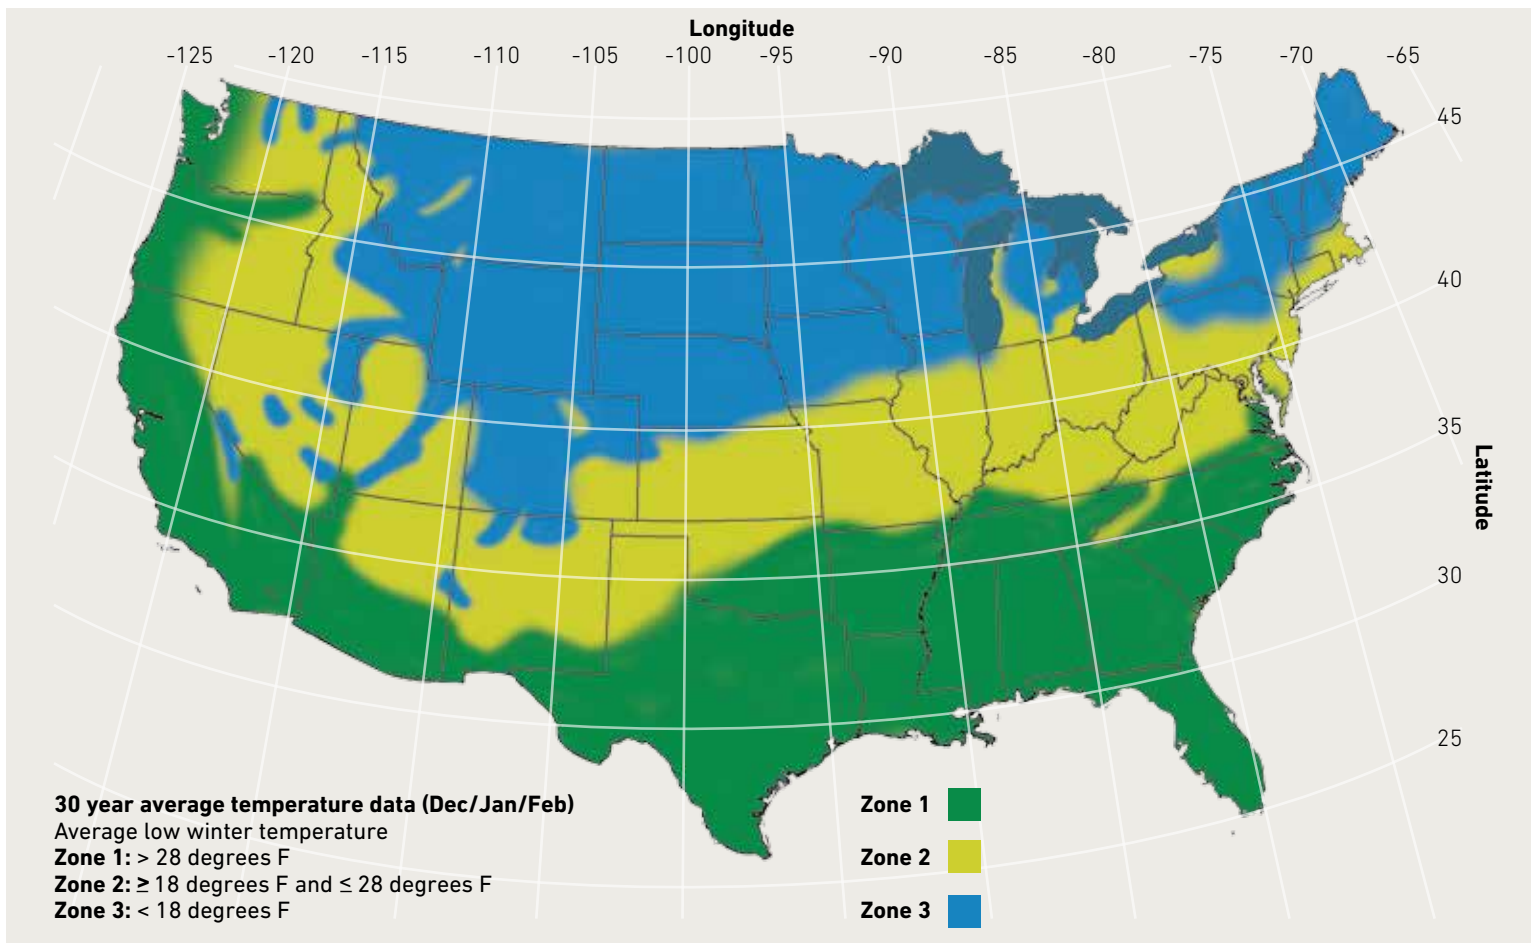 Longitude
-125 -120 -115 -110 -105 -100 -95 -90 -85 -80 -75 -70 -65
45
40
35
Latitude
30
25
30 year average temperature data (Dec/Jan/Feb)
Average low winter temperature
Zone 1: > 28 degrees F
Zone 2: ≥ 18 degrees F and ≤ 28 degrees F
Zone 3: < 18 degrees F
Zone 1
Zone 2
Zone 3